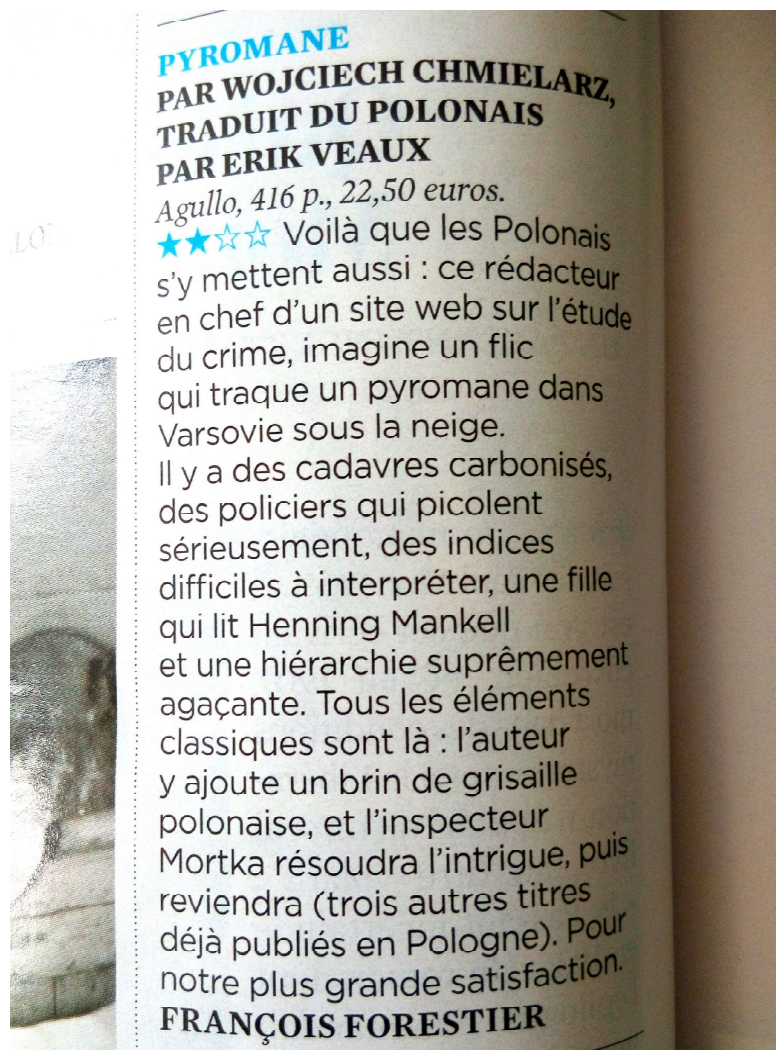 PYROMANE
PAR WOJCIECH CHMIELARZ,
TRADUIT DU POLONAIS
PAR ERIK VEAUX
Agullo, 416 p., 22,50 euros.
★★☆☆ Voilà que les Polonais
s'y mettent aussi : ce rédacteur
en chef d'un site web sur l'étude
du crime, imagine un flic
qui traque un pyromane dans
Varsovie sous la neige.
Il y a des cadavres carbonisés,
des policiers qui picolent
sérieusement, des indices
difficiles à interpréter, une fille
qui lit Henning Mankell
et une hiérarchie suprêmement
agaçante. Tous les éléments
classiques sont là : l'auteur
y ajoute un brin de grisaille
polonaise, et l'inspecteur
Mortka résoudra l'intrigue, puis
reviendra (trois autres titres
déjà publiés en Pologne). Pour
notre plus grande satisfaction.
FRANÇOIS FORESTIER